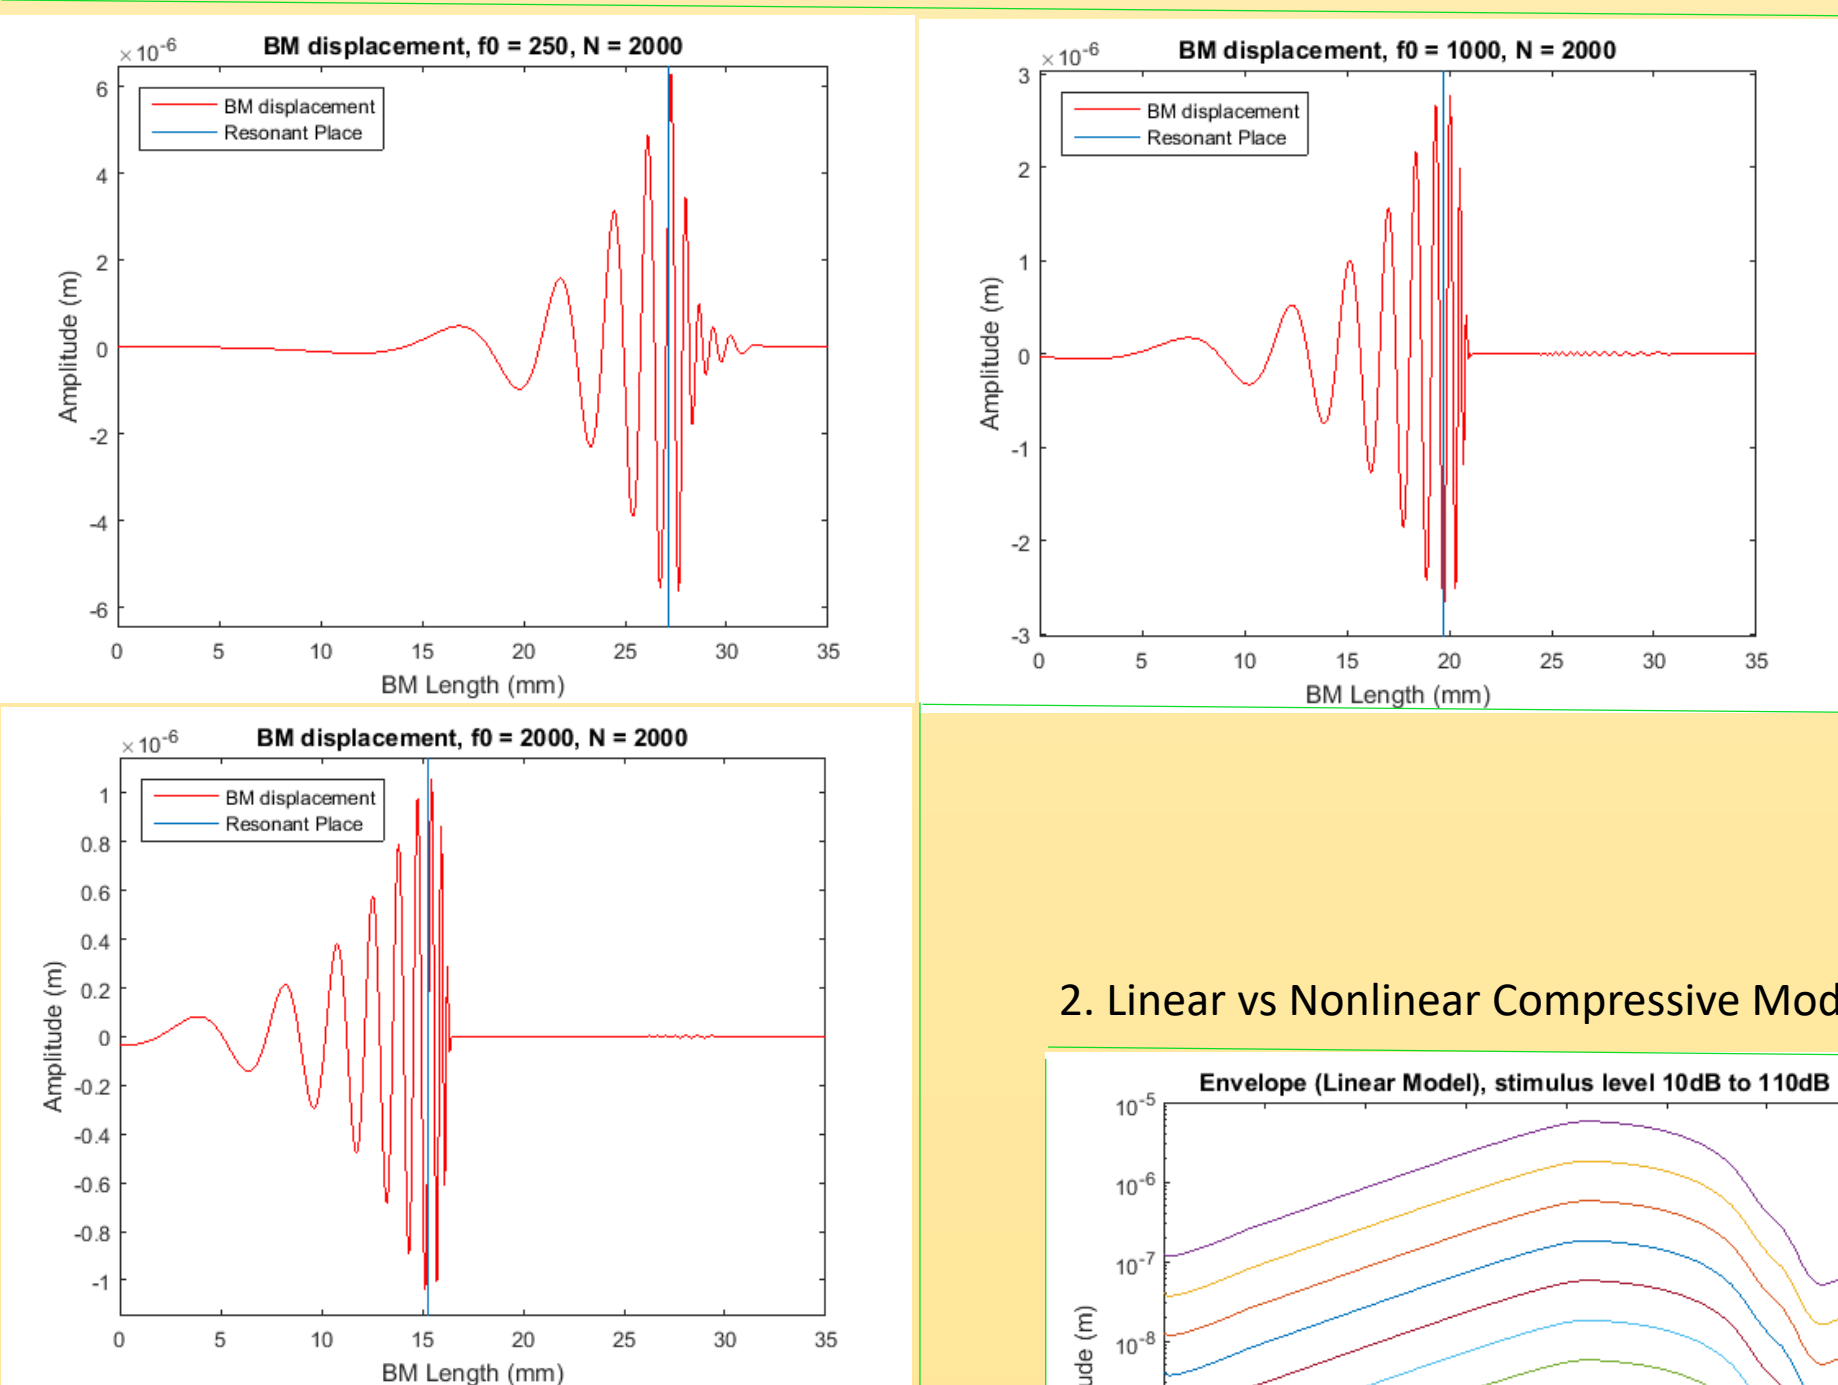 BM displacement, f0 = 250, N = 2000
×10-6
BM displacement
Resonant Place
6
4
2
0
-2
-4
-6
Amplitude (m)
0 5 10 15 20 25 30 35
BM Length (mm)
BM displacement, f0 = 1000, N = 2000
×10-6
BM displacement
Resonant Place
3
2
1
0
-1
-2
-3
Amplitude (m)
0 5 10 15 20 25 30 35
BM Length (mm)
BM displacement, f0 = 2000, N = 2000
×10-6
BM displacement
Resonant Place
1
0.8
0.6
0.4
0.2
0
-0.2
-0.4
-0.6
-0.8
-1
Amplitude (m)
0 5 10 15 20 25 30 35
BM Length (mm)
2. Linear vs Nonlinear Compressive Mod
Envelope (Linear Model), stimulus level 10dB to 110dB
10-5
10-6
10-7
10-8
ude (m)